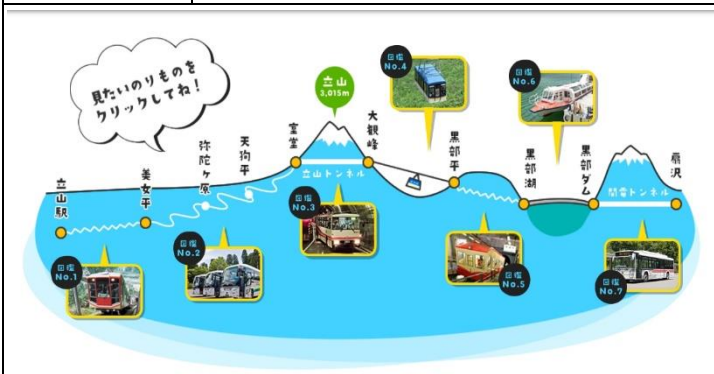 見たいのりものを
クリックしてね!
立山
3,015m
図鑑
No.4
図鑑
No.6
立山駅
美女平
弥陀ヶ原
天狗平
室堂
大観峰
黒部平
黒部湖
黒部ダム
扇沢
立山トンネル
関電トンネル
図鑑
No.3
図鑑
No.1
図鑑
No.2
図鑑
No.5
図鑑
No.7